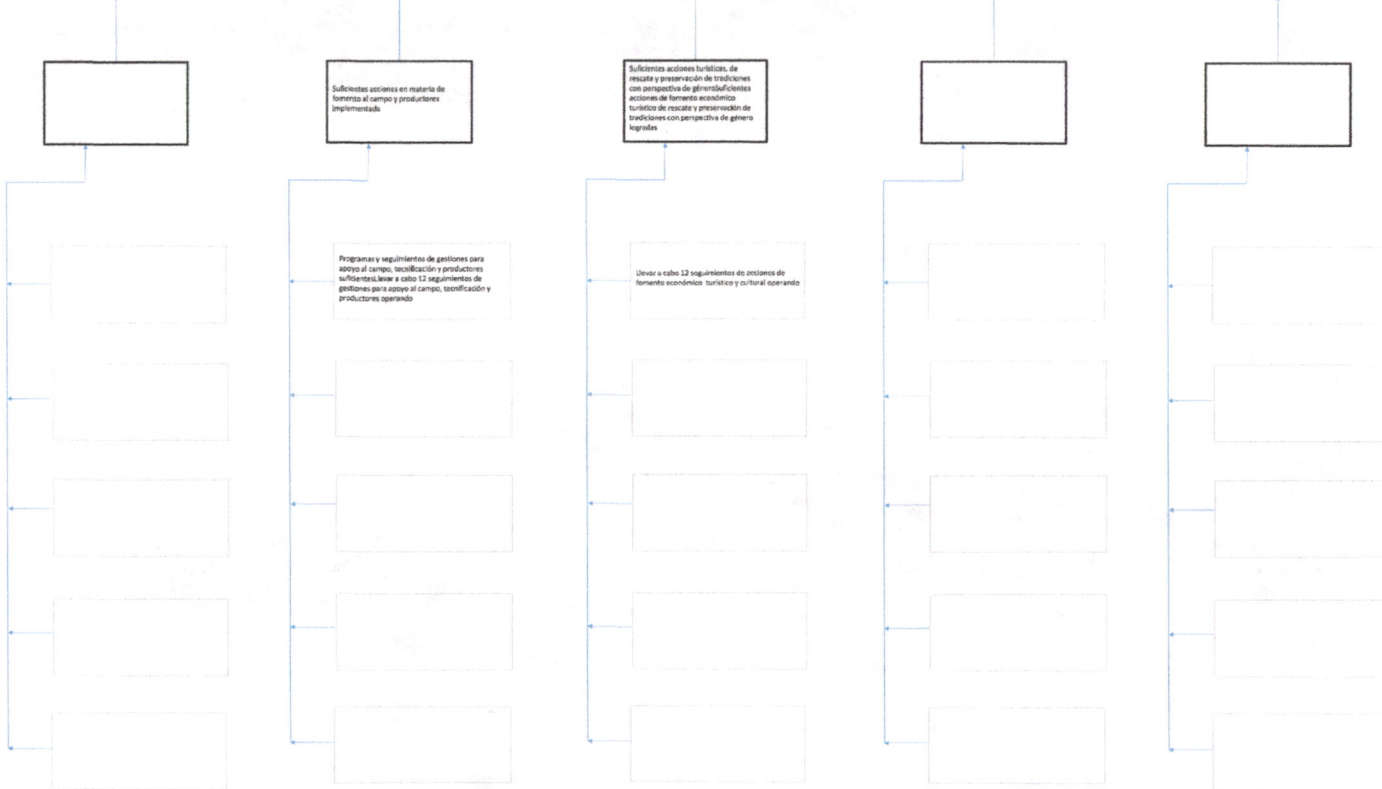 Suficientes acciones en materia de
fomento al campo y productores
implementada
Suficientes acciones turísticas, de
rescate y preservación de tradiciones
con perspectiva de géneroSuficientes
acciones de fomento económico
turístico de rescate y preservación de
tradiciones con perspectiva de género
logradas
Programas y seguimientos de gestiones para
apoyo al campo, tecnificación y productores
suficientesLlevar a cabo 12 seguimientos de
gestiones para apoyo al campo, tecnificación y
productores operando
Llevar a cabo 12 seguimientos de acciones de
fomento económico turístico y cultural operando